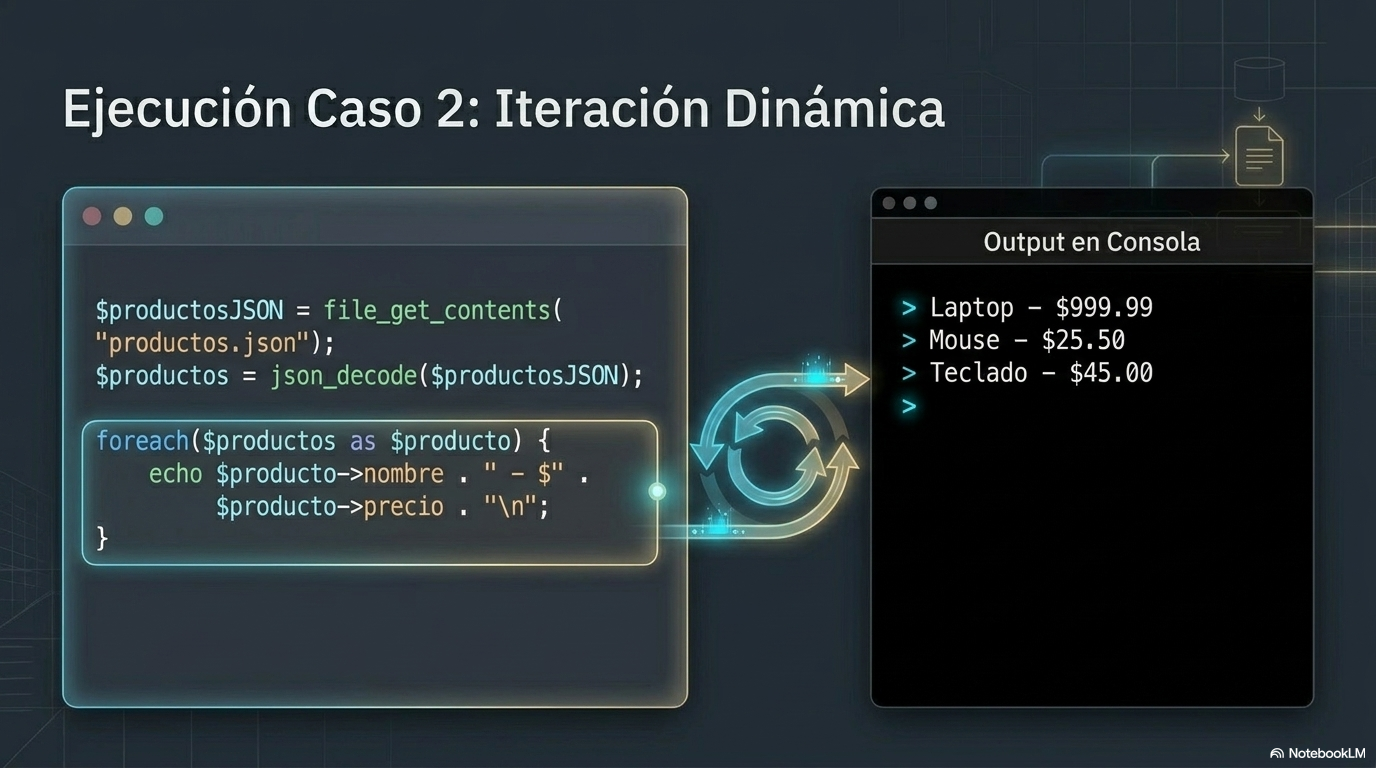 Ejecución Caso 2: Iteración Dinámica
$productosJSON = file_get_contents(
"productos.json");
$productos = json_decode($productosJSON);
foreach($productos as $producto) {
    echo $producto->nombre . " – $" .
         $producto->precio . "\n";
}
Output en Consola
> Laptop – $999.99
> Mouse – $25.50
> Teclado – $45.00
>
NotebookLM